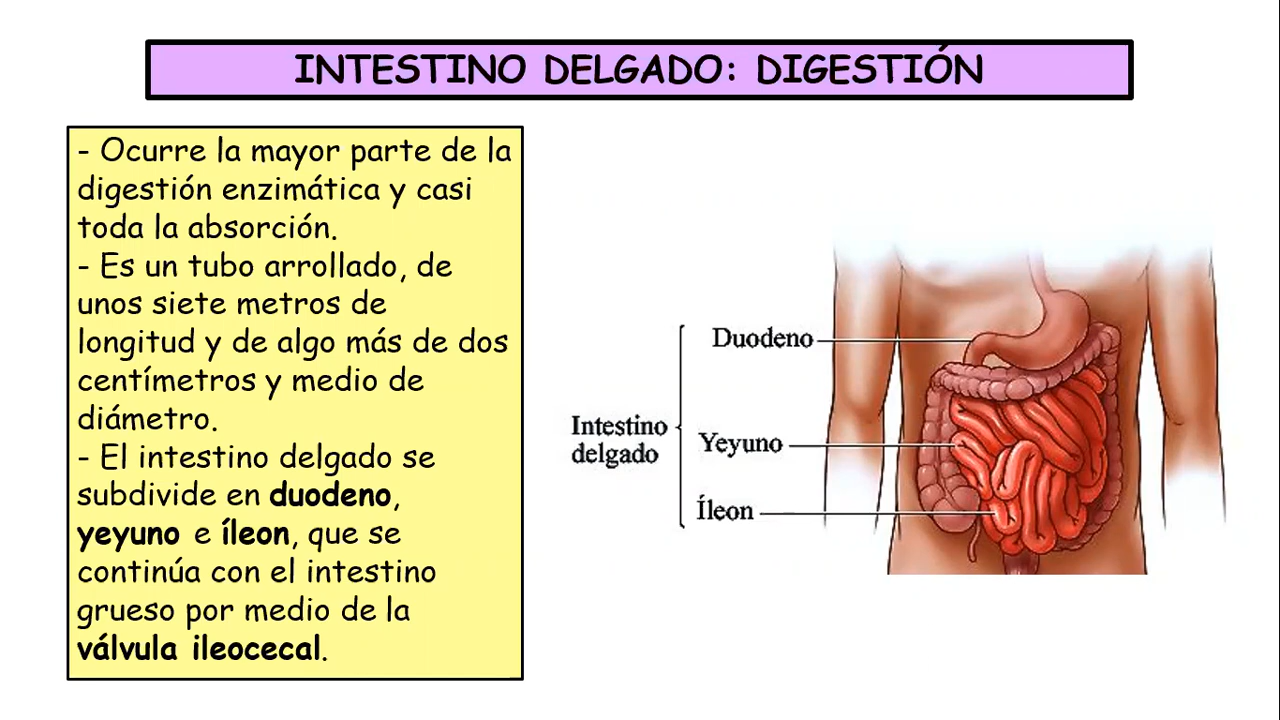 INTESTINO DELGADO: DIGESTIÓN
- Ocurre la mayor parte de la
digestión enzimática y casi
toda la absorción.
- Es un tubo arrollado, de
unos siete metros de
longitud y de algo más de dos
centímetros y medio de
diámetro.
- El intestino delgado se
subdivide en duodeno,
yeyuno e íleon, que se
continúa con el intestino
grueso por medio de la
válvula ileocecal.
Intestino
delgado
Duodeno
Yeyuno
Íleon